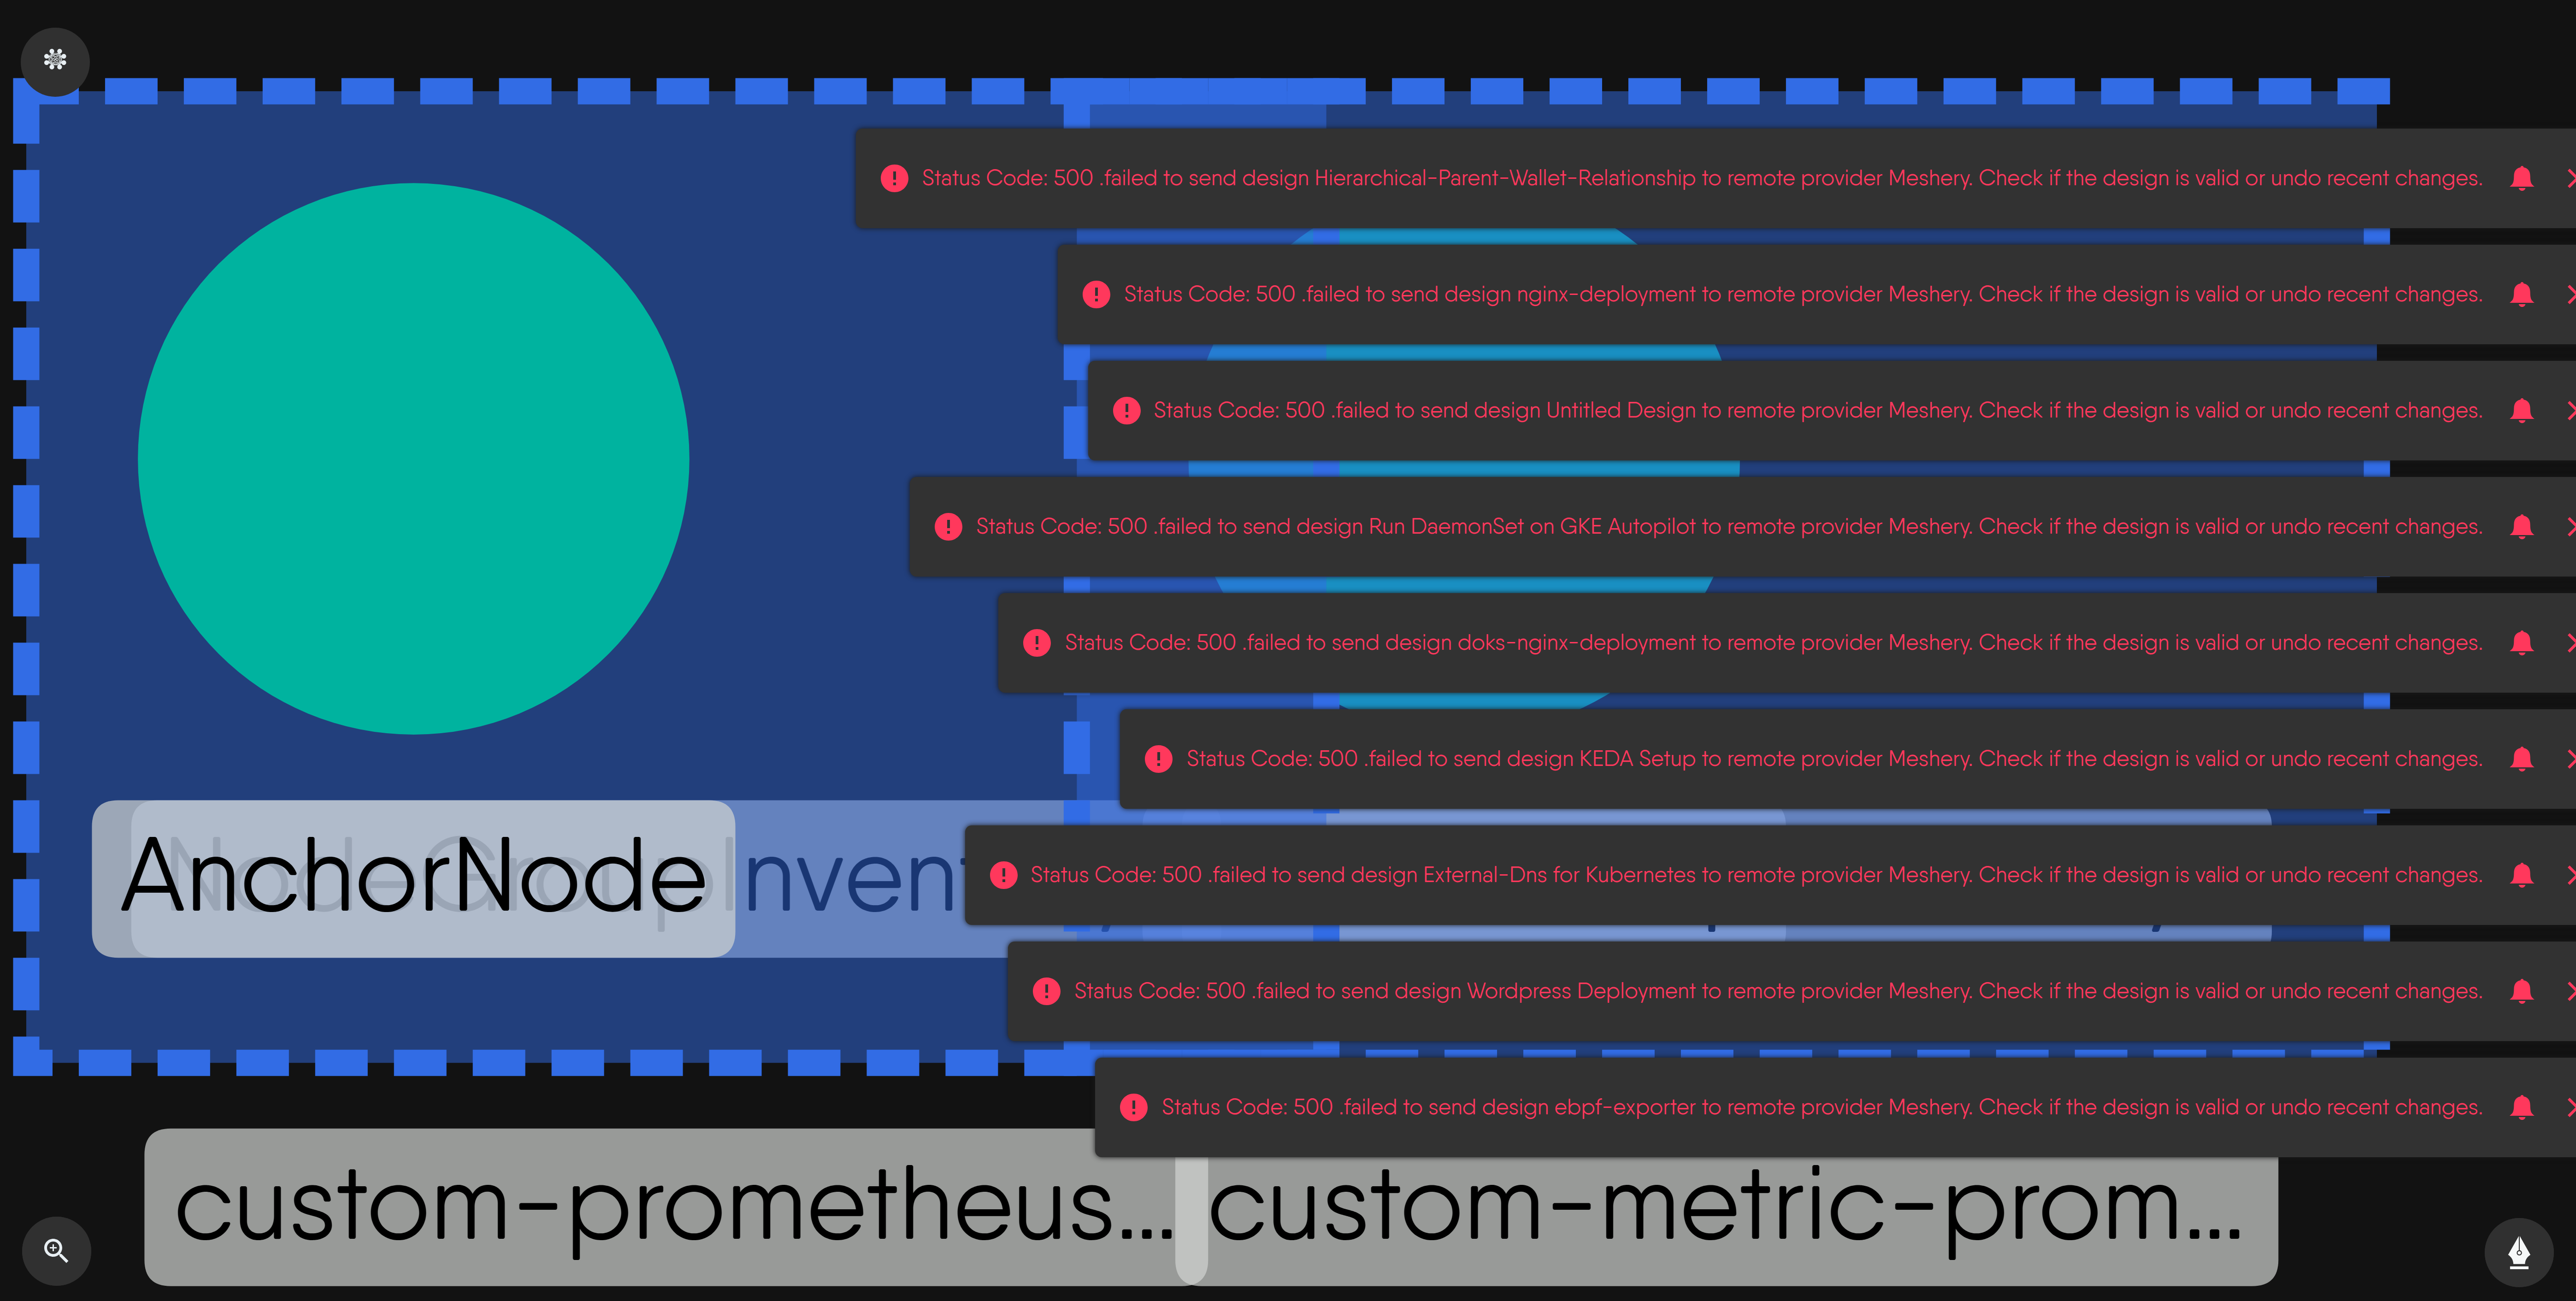 Status Code: 500 .failed to send design Hierarchical-Parent-Wallet-Relationship to remote provider Meshery. Check if the design is valid or undo recent changes.
Status Code: 500 .failed to send design nginx-deployment to remote provider Meshery. Check if the design is valid or undo recent changes.
Status Code: 500 .failed to send design Untitled Design to remote provider Meshery. Check if the design is valid or undo recent changes.
Status Code: 500 .failed to send design Run DaemonSet on GKE Autopilot to remote provider Meshery. Check if the design is valid or undo recent changes.
Status Code: 500 .failed to send design doks-nginx-deployment to remote provider Meshery. Check if the design is valid or undo recent changes.
Status Code: 500 .failed to send design KEDA Setup to remote provider Meshery. Check if the design is valid or undo recent changes.
AnchorNode
NodeGroup
Status Code: 500 .failed to send design External-Dns for Kubernetes to remote provider Meshery. Check if the design is valid or undo recent changes.
Status Code: 500 .failed to send design Wordpress Deployment to remote provider Meshery. Check if the design is valid or undo recent changes.
Status Code: 500 .failed to send design ebpf-exporter to remote provider Meshery. Check if the design is valid or undo recent changes.
custom-prometheus... custom-metric-prom...